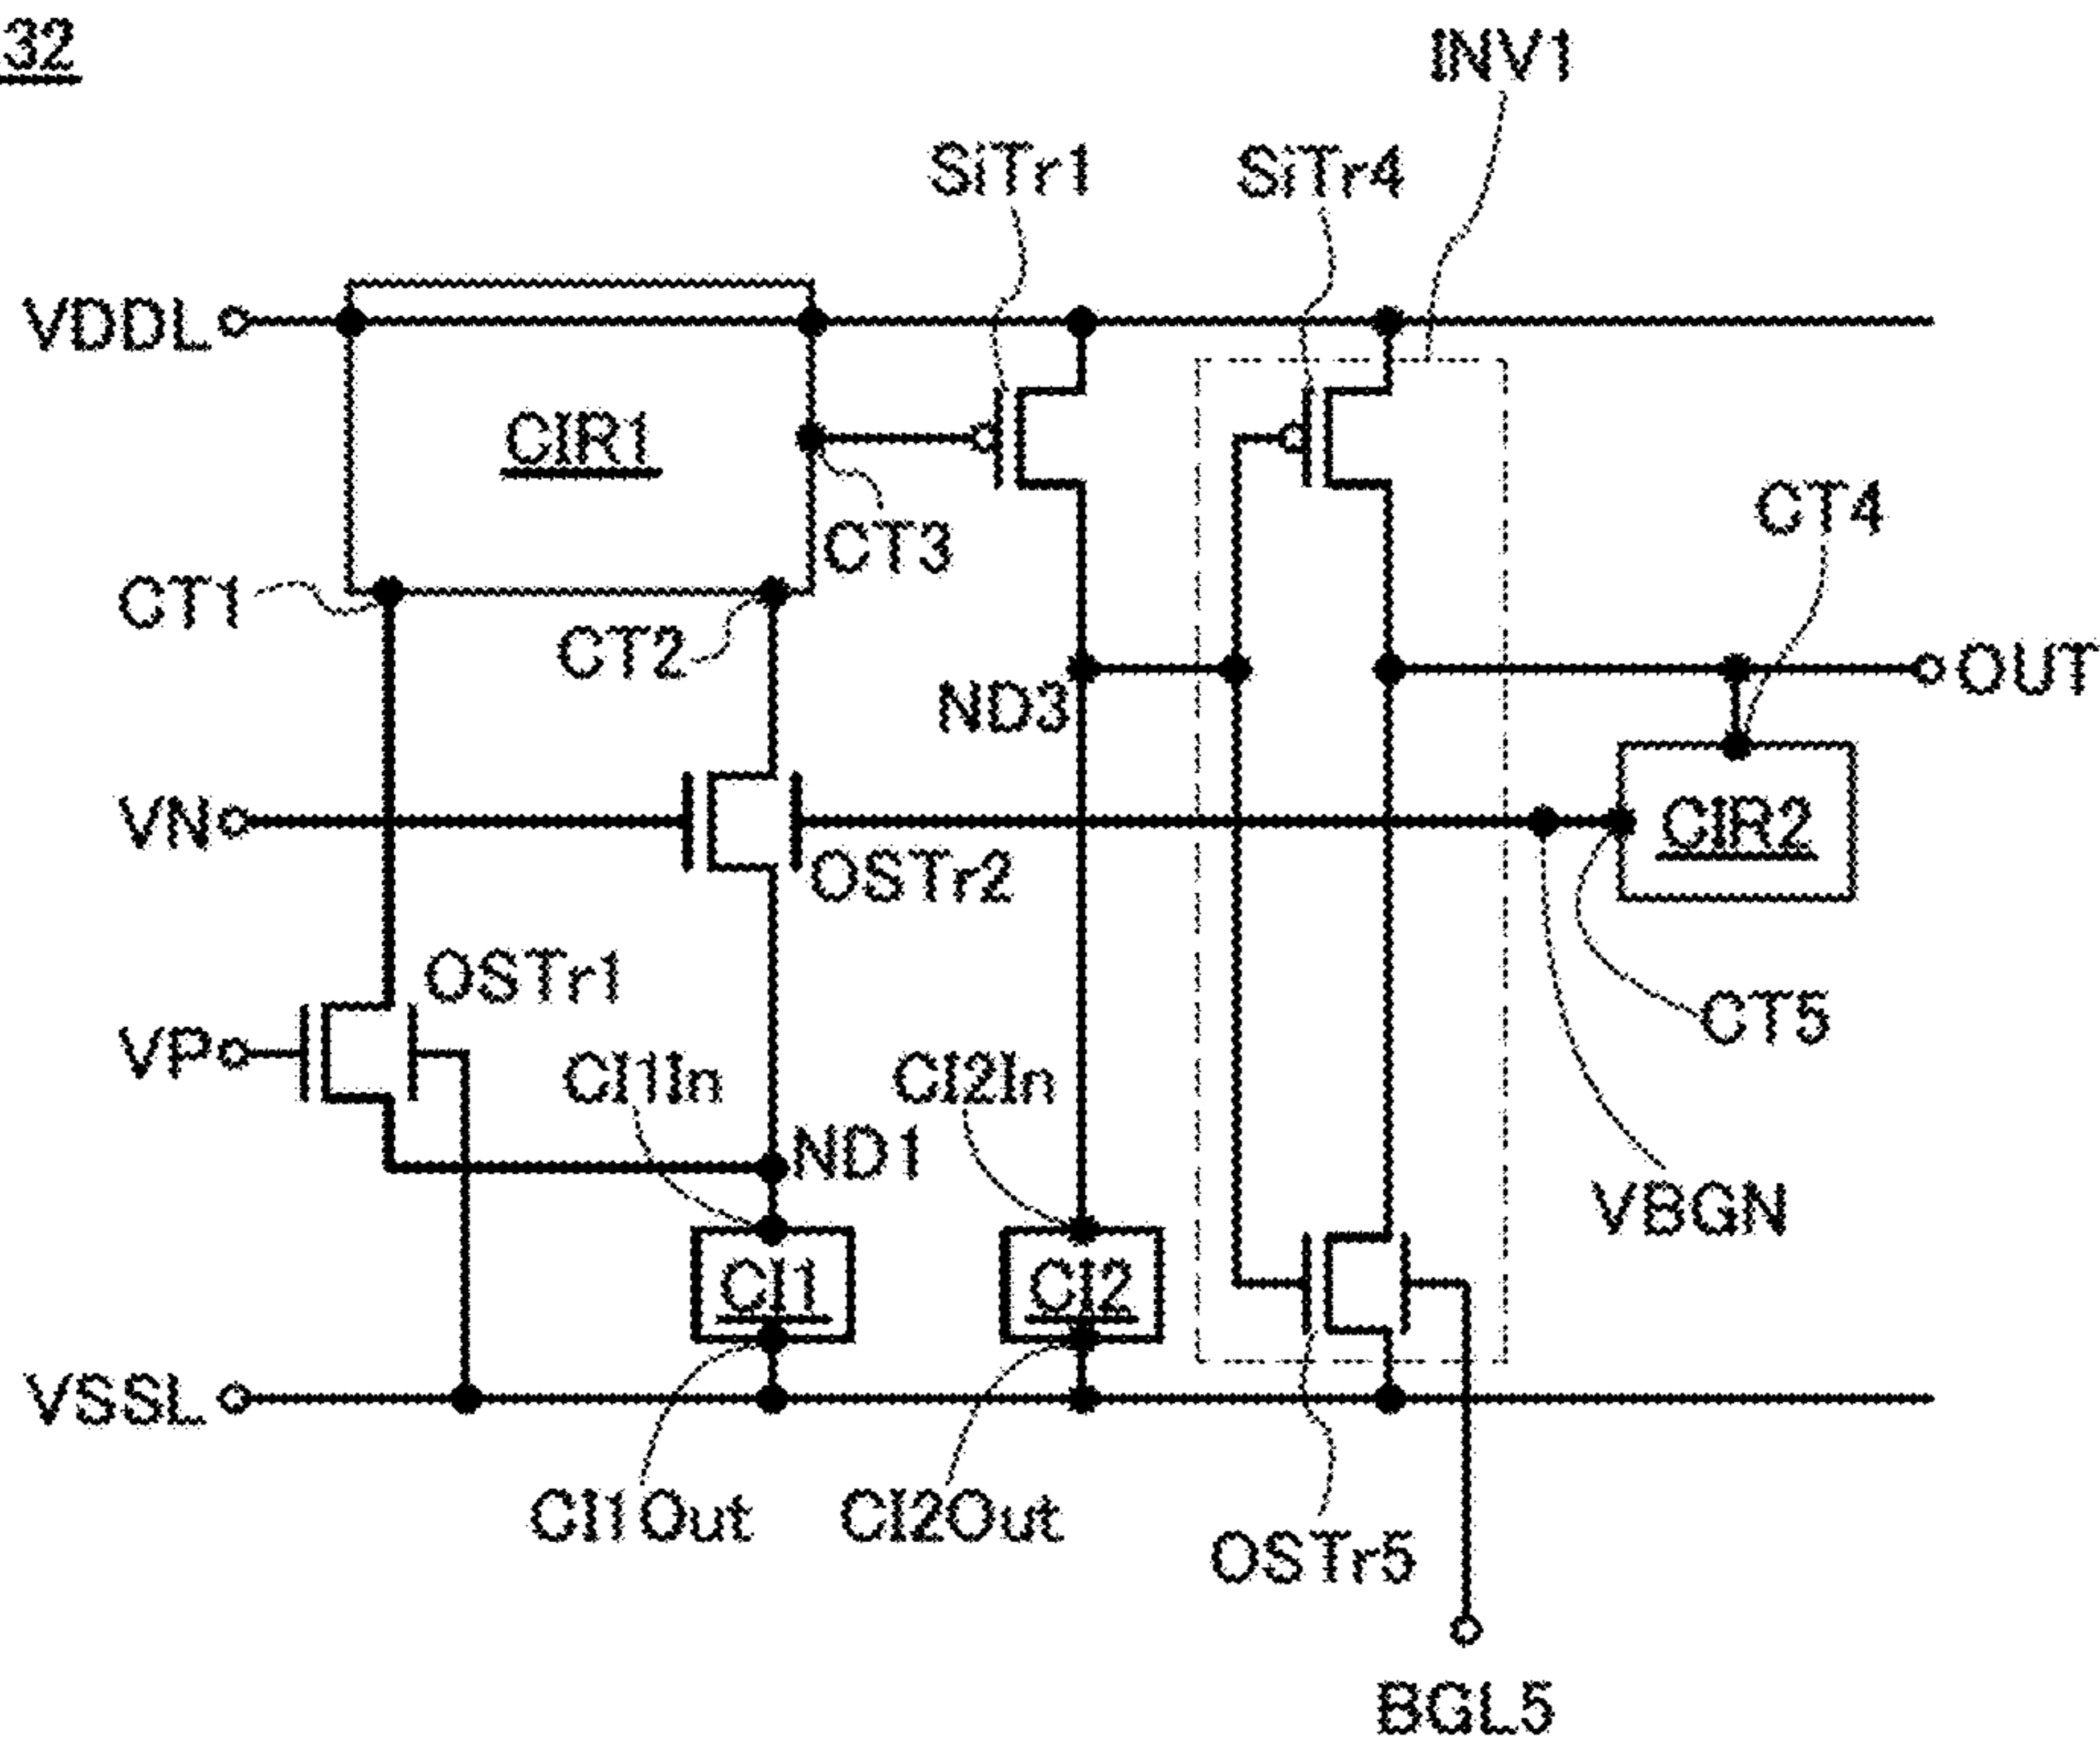 32
INV1
SiTr1
SiTr4
VDDL
CIR1
CT4
CT3
CT1
CT2
OUT
ND3
VN
CIR2
OSTr2
OSTr1
CT5
VP
CI1In
CI2In
ND1
VBGN
CI1
CI2
VSSL
CI1Out
CI2Out
OSTr5
BGL5